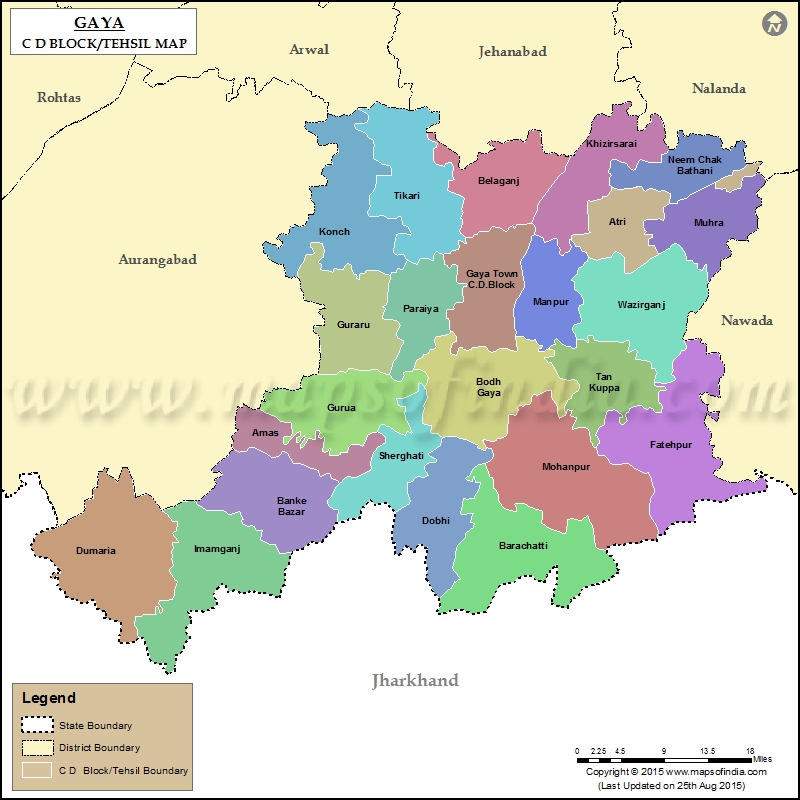 GAYA
C D BLOCK/TEHSIL MAP
N
Arwal
Jehanabad
Nalanda
Rohtas
Khizirsarai
Neem Chak
Bathani
Belaganj
Tikari
Atri
Muhra
Konch
Aurangabad
Gaya Town
C.D.Block
Manpur
Wazirganj
Paraiya
Guraru
Nawada
www.mapsofindia.com
Bodh
Gaya
Tan
Kuppa
Gurua
Amas
Sherghati
Fatehpur
Mohanpur
Banke
Bazar
Dobhi
Barachatti
Dumaria
Imamganj
Jharkhand
Legend
State Boundary
District Boundary
C D Block/Tehsil Boundary
0 2.25 4.5 9 13.5 18
Miles
Copyright © 2015 www.mapsofindia.com
(Last Updated on 25th Aug 2015)